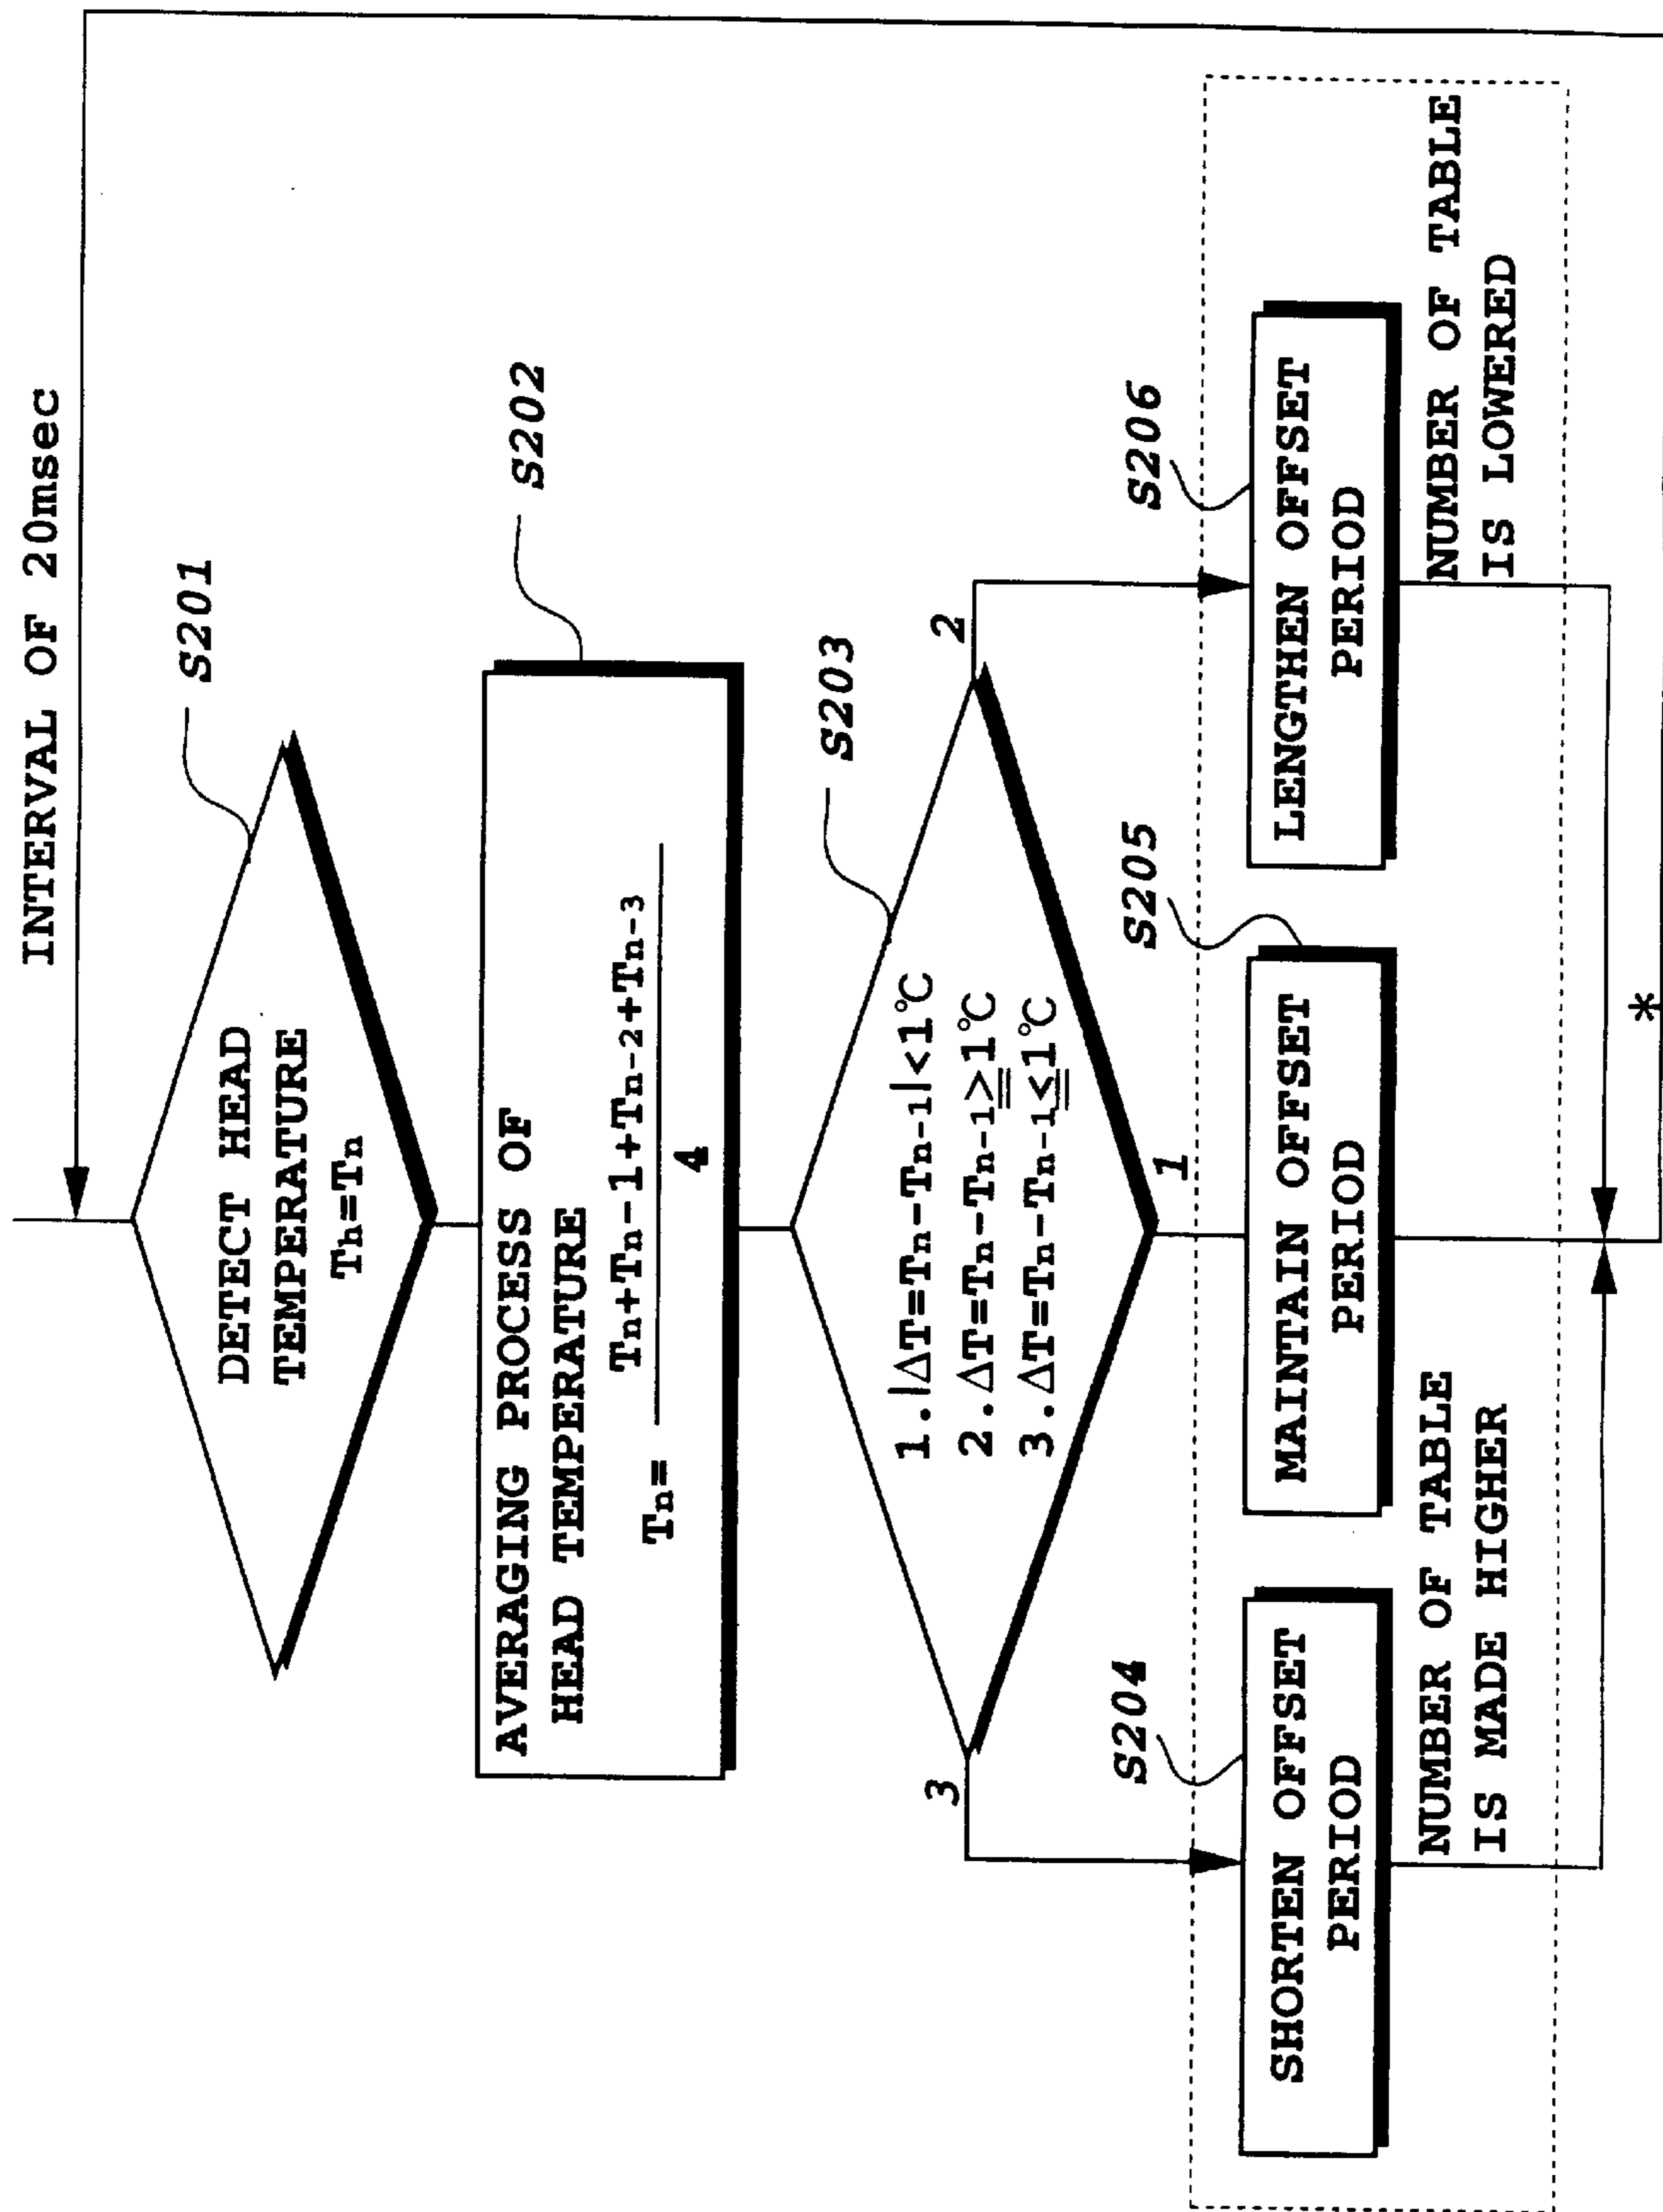 INTERVAL OF 20msec
S201
DETECT HEAD
TEMPERATURE
Th=Tn
S202
AVERAGING PROCESS OF
HEAD TEMPERATURE
Tn= Tn+Tn-1+Tn-2+Tn-3
4
S203
1.|ΔT=Tn-Tn-1|<1℃
2.ΔT=Tn-Tn-1≧1℃
3.ΔT=Tn-Tn-1≦1℃
3
1
2
S204
SHORTEN OFFSET
PERIOD
S205
MAINTAIN OFFSET
PERIOD
S206
LENGTHEN OFFSET
PERIOD
NUMBER OF TABLE
IS MADE HIGHER
NUMBER OF TABLE
IS LOWERED
*